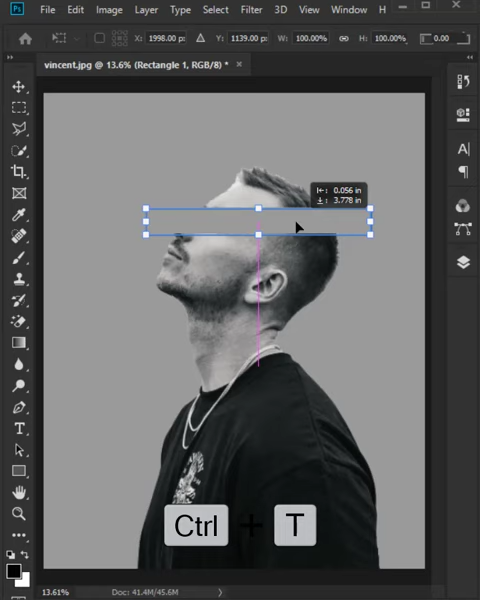 Ps File Edit Image Layer Type Select Filter 3D View Window H
X: 1998.00 p: Y: 1139.00 p: W: 100.00% H: 100.00% 0.00
vincent.jpg @ 13.6% (Rectangle 1, RGB/8) * ×
0.056 in
3.778 in
Ctrl + T
13.61% Doc: 41.4M/45.6M